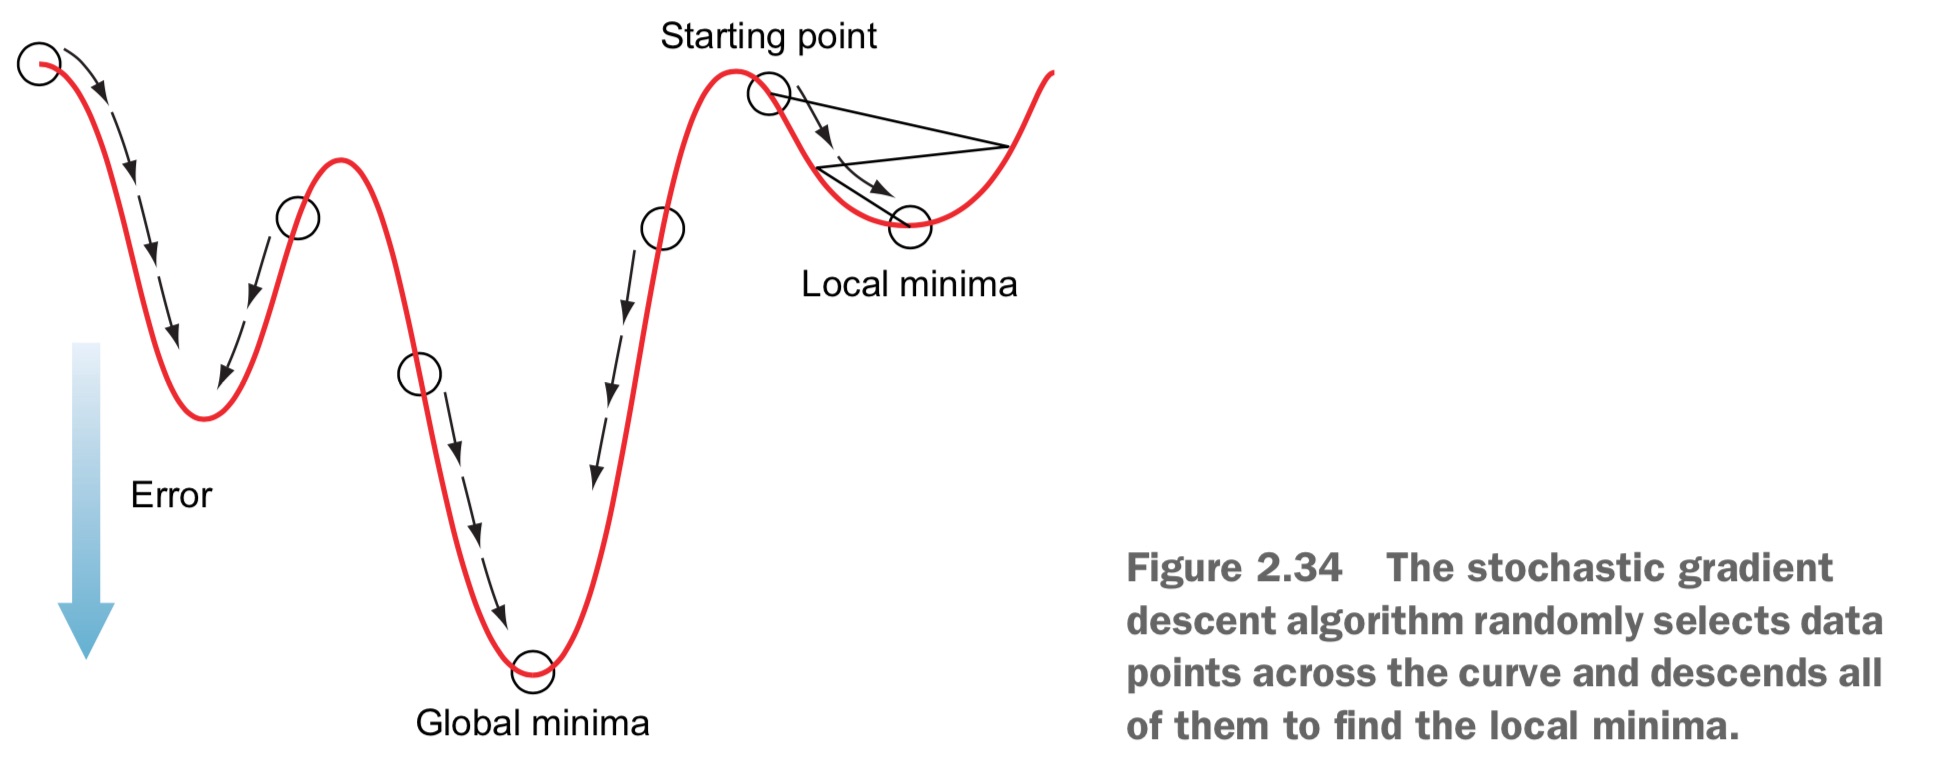 Starting point
Local minima
Error
Global minima
Figure 2.34 The stochastic gradient
descent algorithm randomly selects data
points across the curve and descends all
of them to find the local minima.